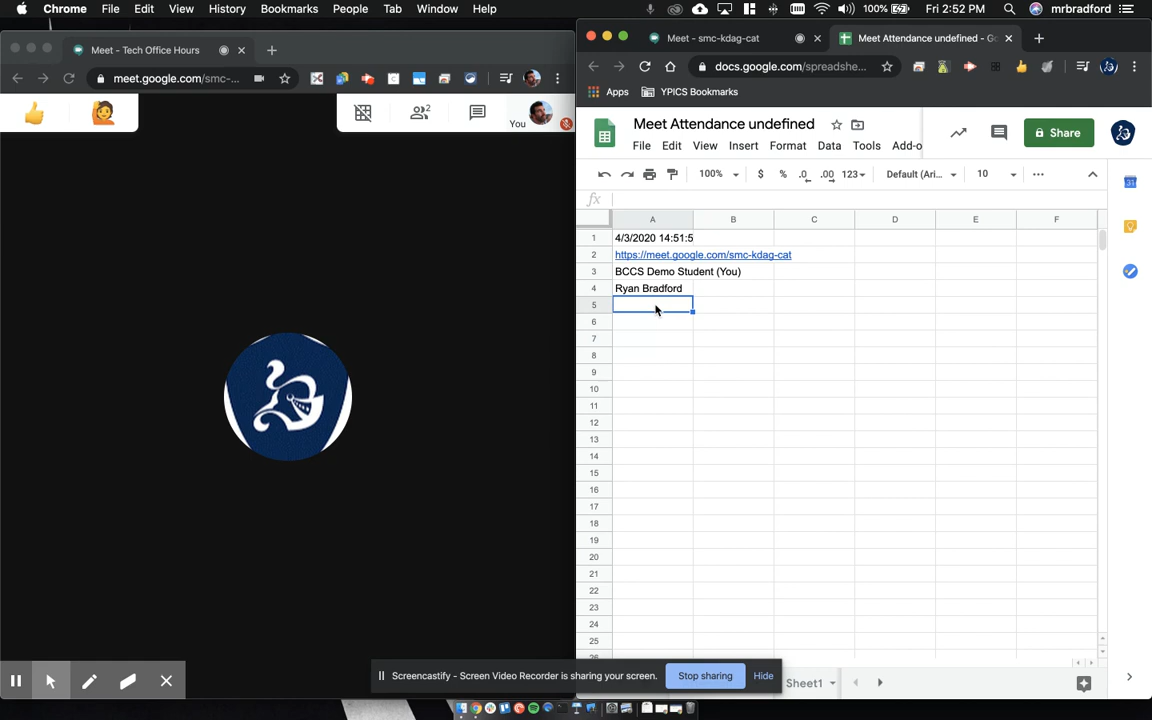 Chrome File Edit View History Bookmarks People Tab Window Help 100% Fri 2:52 PM mrbradford
Meet - Tech Office Hours
meet.google.com/smc-...
2
You
Meet - smc-kdag-cat
Meet Attendance undefined - Go
docs.google.com/spreadshe...
Apps YPICS Bookmarks
Meet Attendance undefined
File Edit View Insert Format Data Tools Add-o
Share
100% $ % .0 .00 123 Default (Ari... 10
31
fx
A B C D E F
1 4/3/2020 14:51:5
2 https://meet.google.com/smc-kdag-cat
3 BCCS Demo Student (You)
4 Ryan Bradford
5
6
7
8
9
10
11
12
13
14
15
16
17
18
19
20
21
22
23
24
25
26
Screencastify - Screen Video Recorder is sharing your screen. Stop sharing Hide
Sheet1